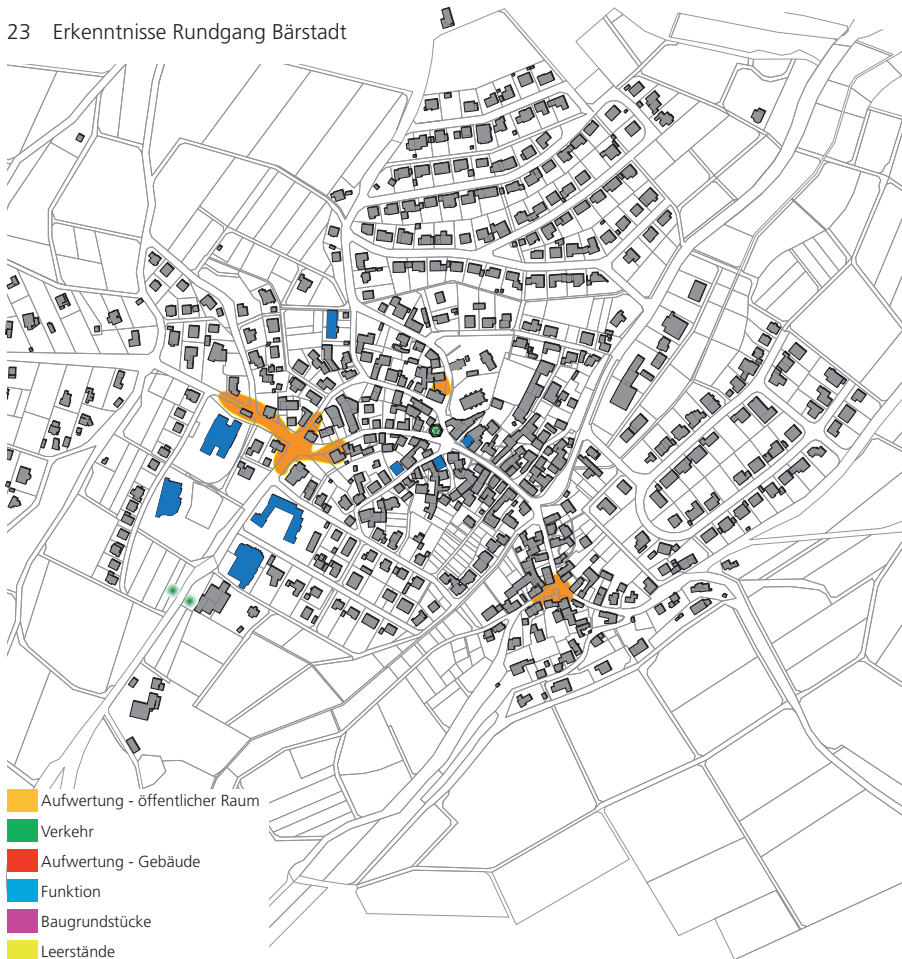 23 Erkenntnisse Rundgang Bärstadt
Aufwertung - öffentlicher Raum
Verkehr
Aufwertung - Gebäude
Funktion
Baugrundstücke
Leerstände